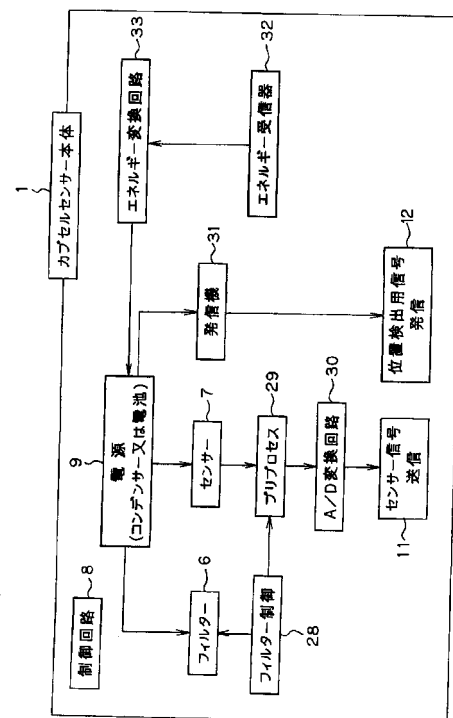 1
カプセルセンサー本体
8
制御回路
9
電源
(コンデンサー又は電池)
33
エネルギー変換回路
6
フィルター
7
センサー
31
発信機
32
エネルギー受信器
28
フィルター制御
29
プリプロセス
30
A/D変換回路
11
センサー信号
送信
12
位置検出用信号
発信